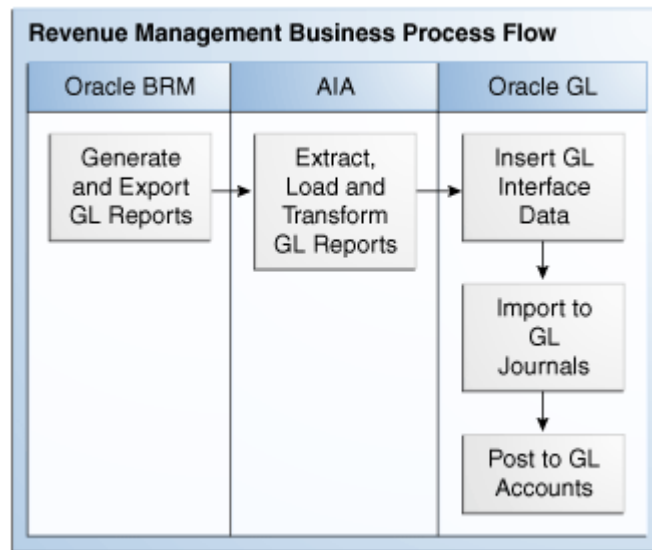 Revenue Management Business Process Flow
Oracle BRM
AIA
Oracle GL
Generate
and Export
GL Reports
Extract,
Load and
Transform
GL Reports
Insert GL
Interface
Data
Import to
GL
Journals
Post to GL
Accounts